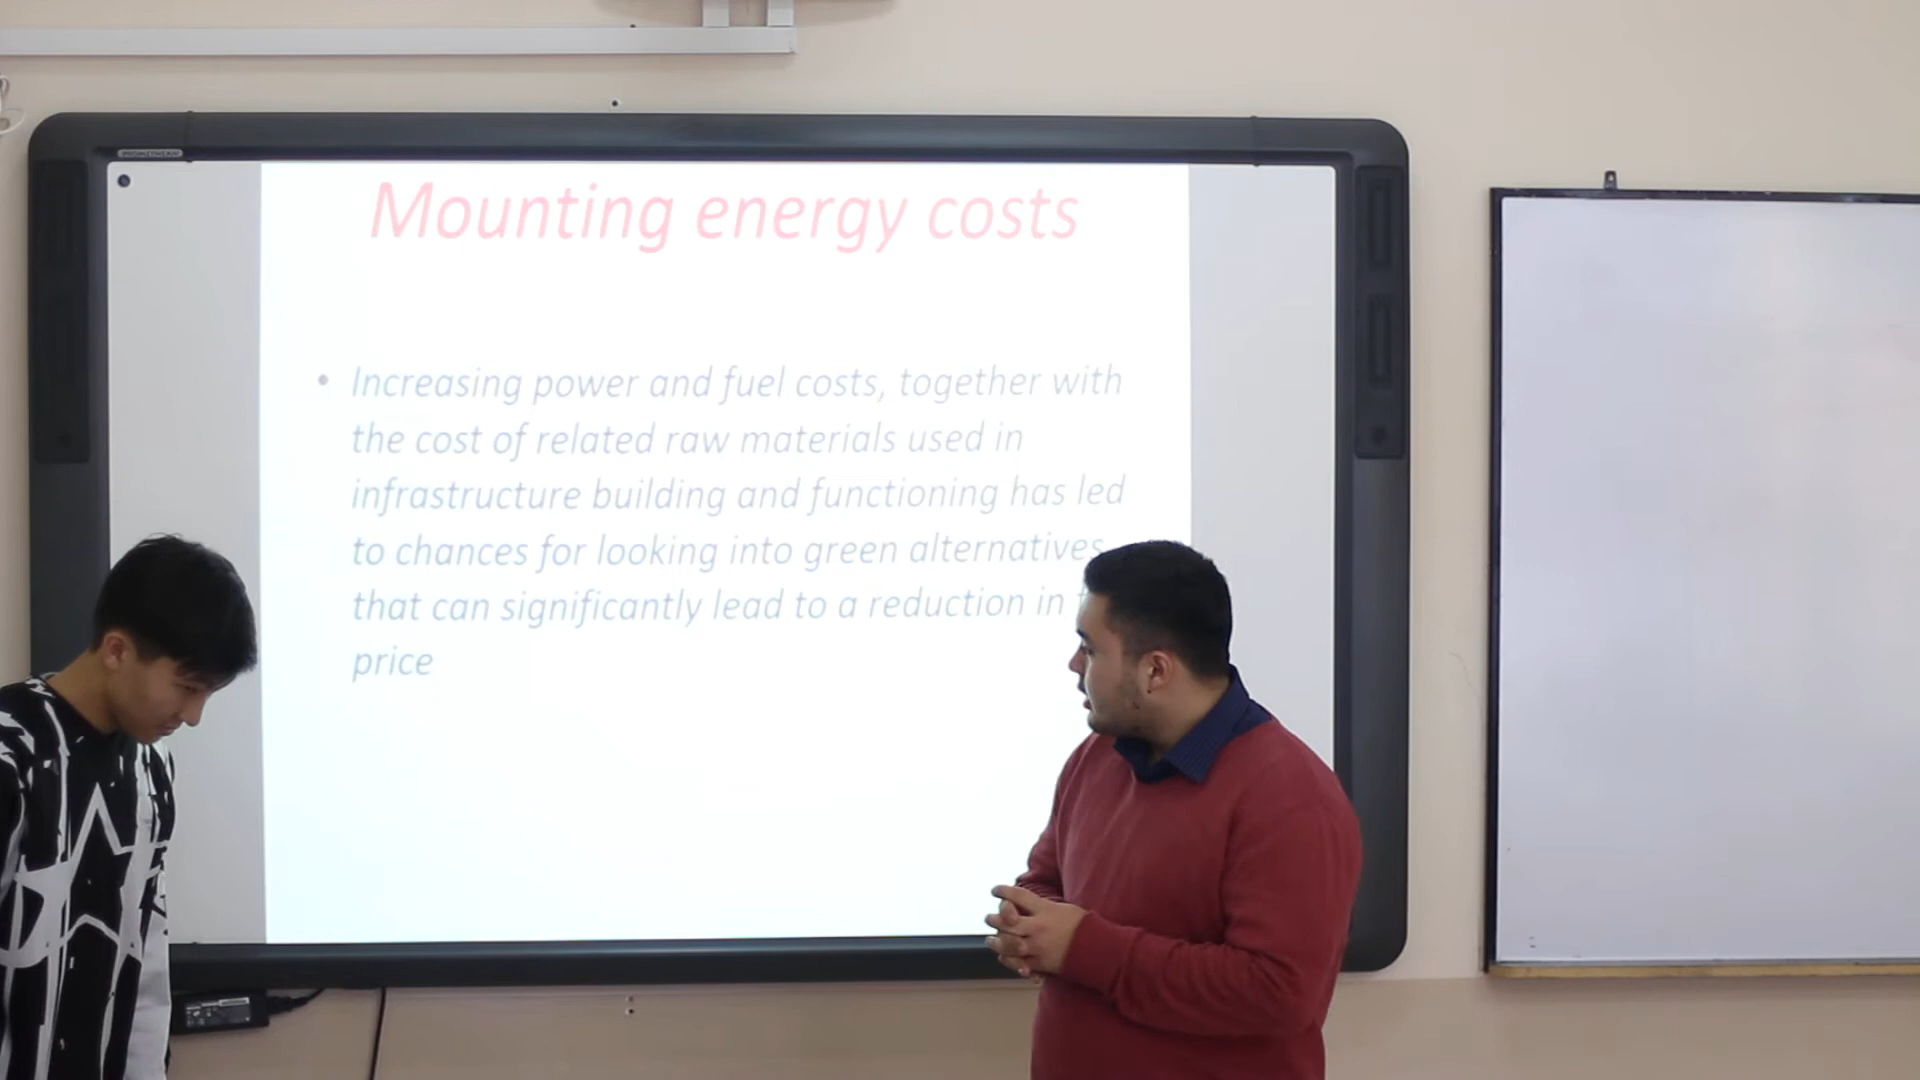 PROMETHEAN
Mounting energy costs
• Increasing power and fuel costs, together with
the cost of related raw materials used in
infrastructure building and functioning has led
to chances for looking into green alternatives
that can significantly lead to a reduction in
price